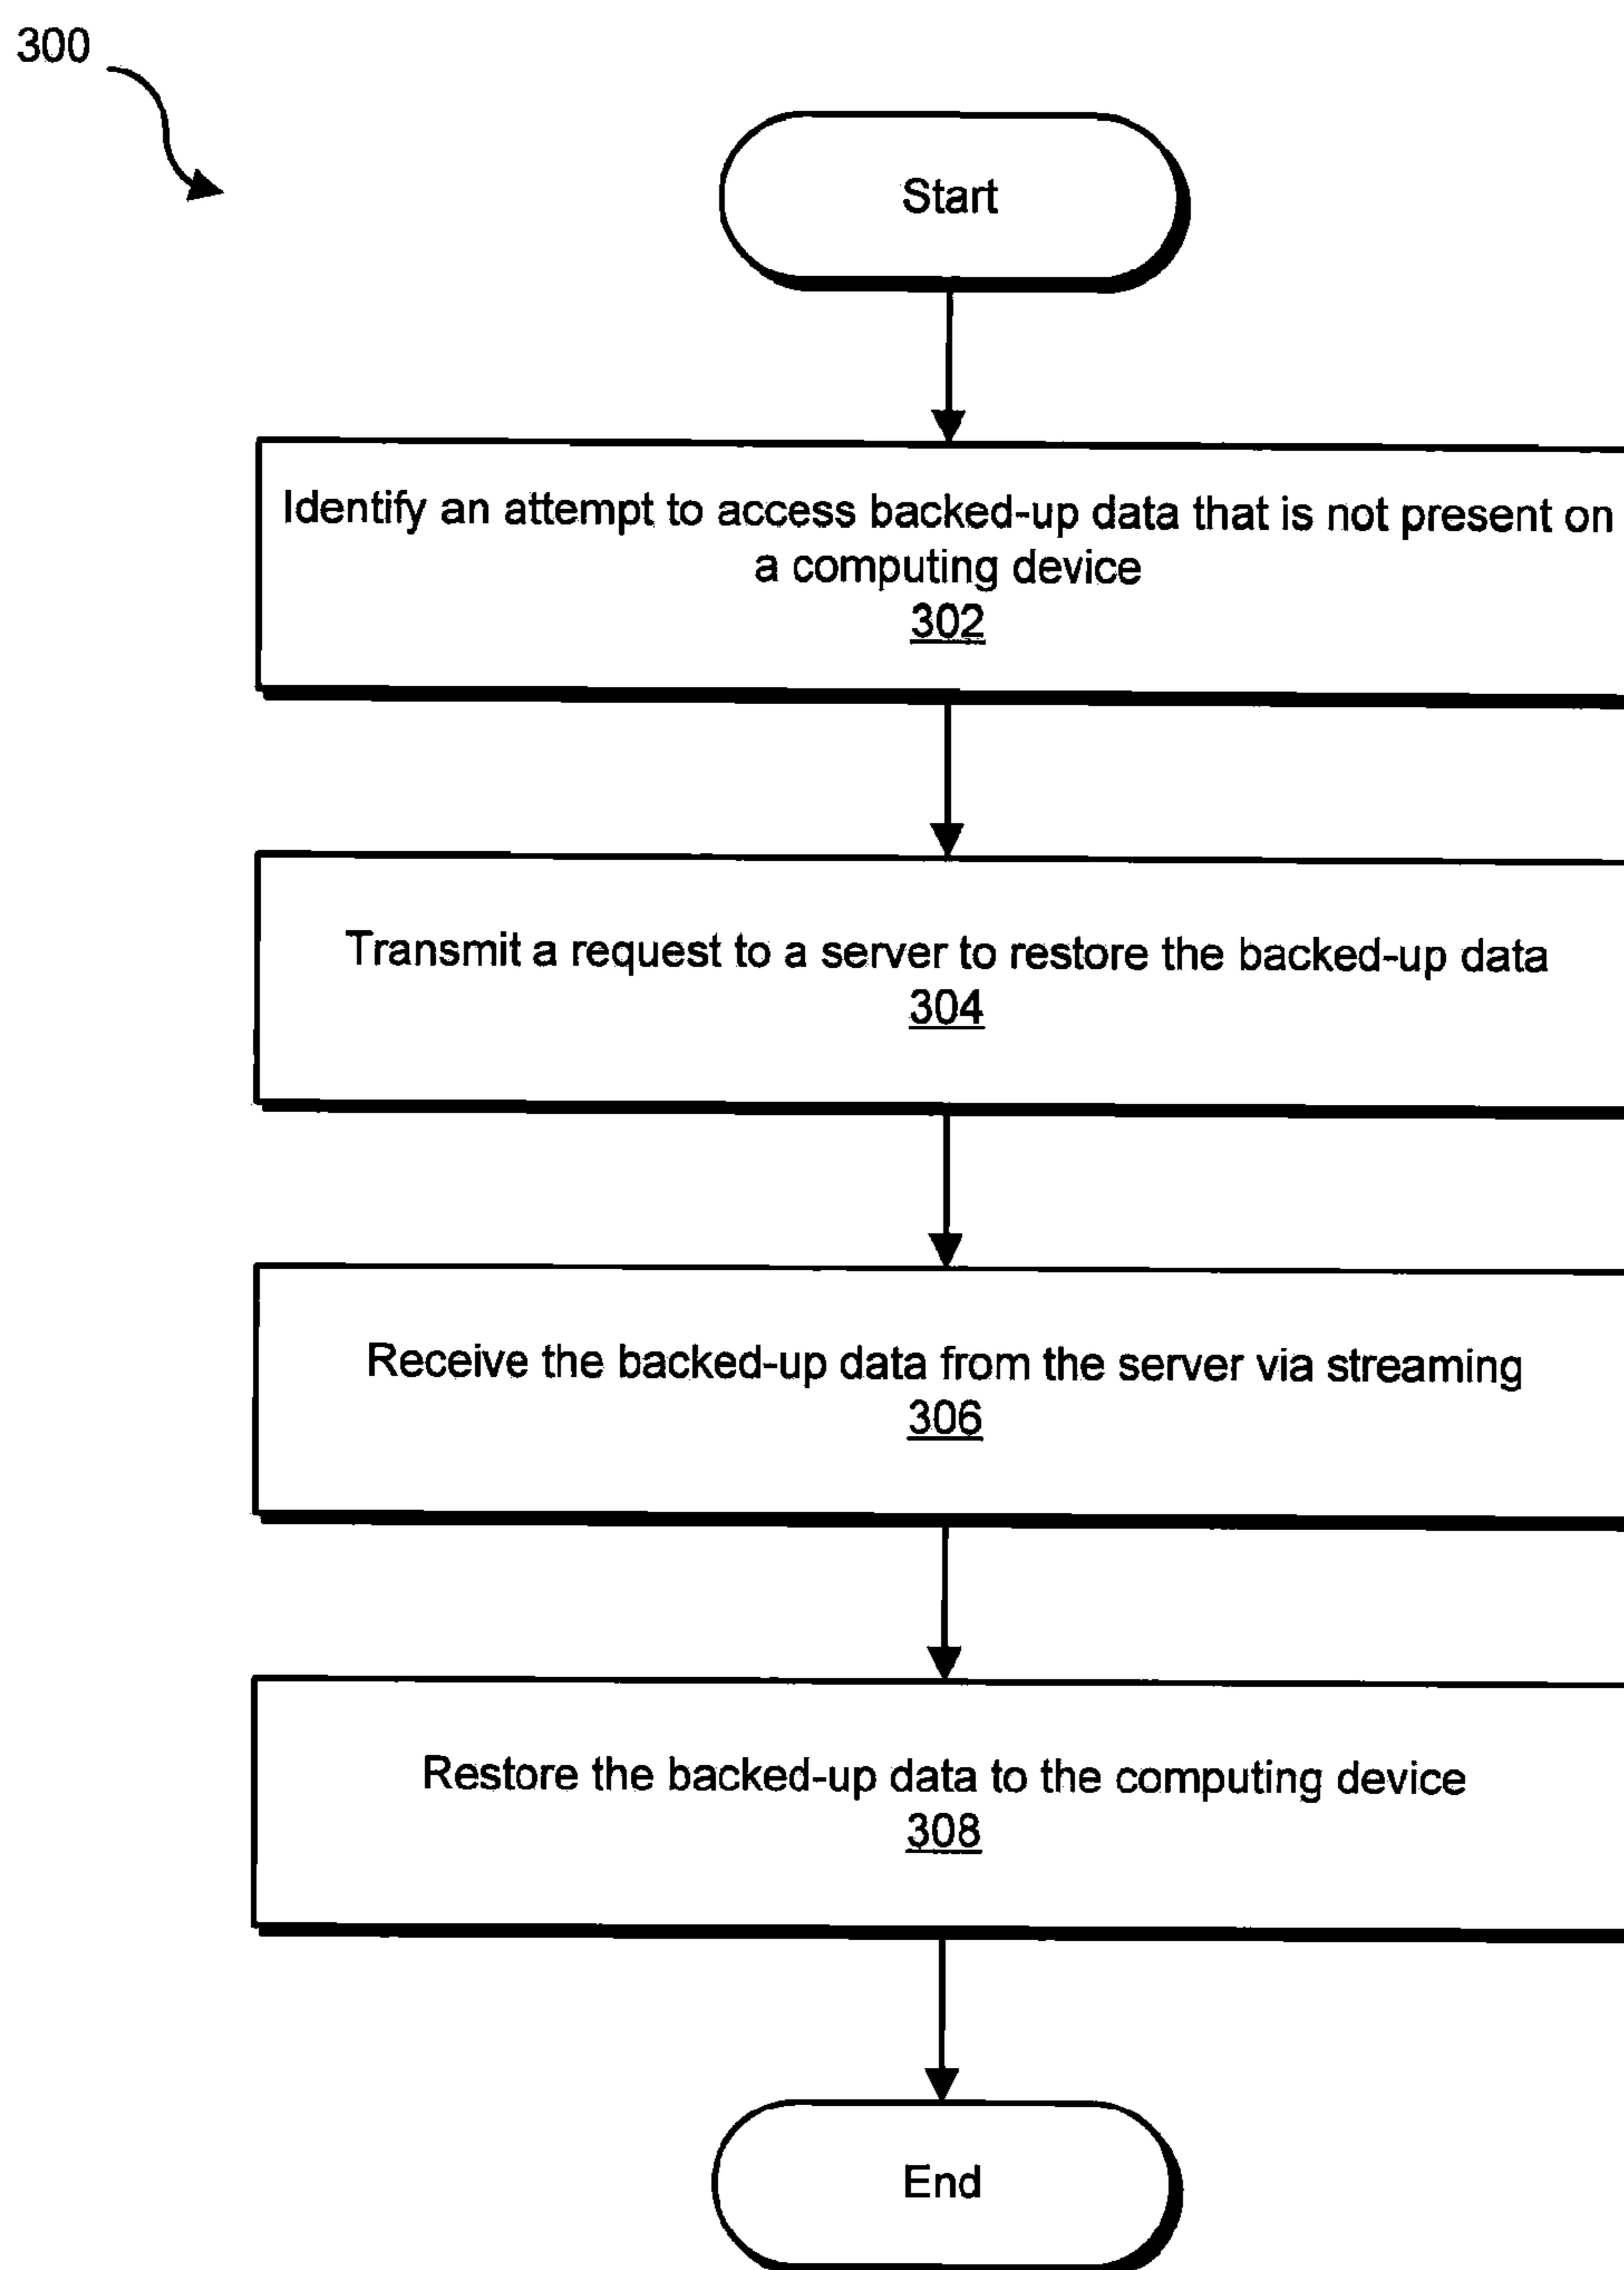 300
Start
Identify an attempt to access backed-up data that is not present on
a computing device
302
Transmit a request to a server to restore the backed-up data
304
Receive the backed-up data from the server via streaming
306
Restore the backed-up data to the computing device
308
End